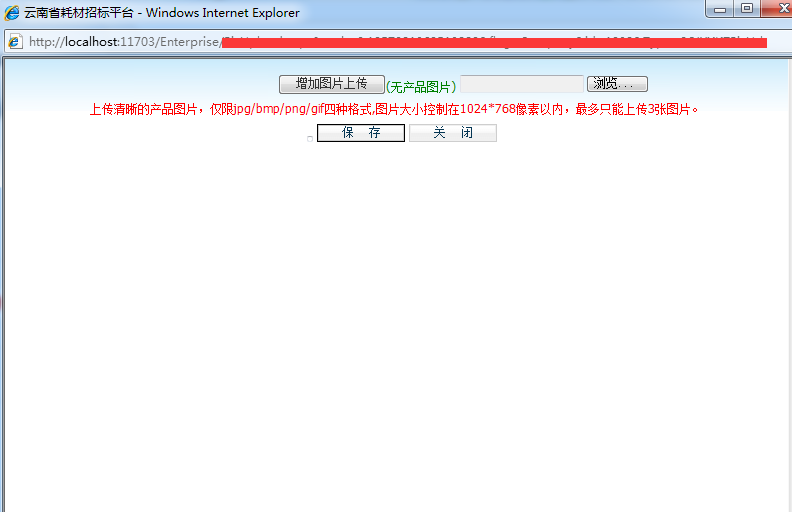 云南省耗材招标平台 - Windows Internet Explorer
http://localhost:11703/Enterprise/
增加图片上传 (无产品图片) 浏览...
上传清晰的产品图片，仅限jpg/bmp/png/gif四种格式,图片大小控制在1024*768像素以内，最多只能上传3张图片。
保 存 关 闭